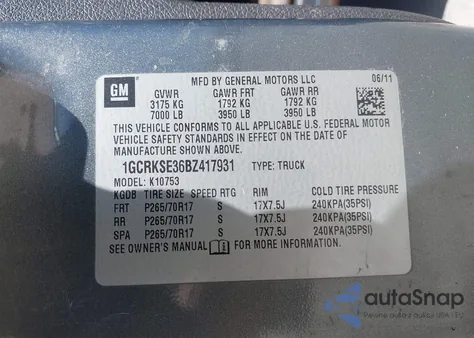 GM
MFD BY GENERAL MOTORS LLC 06/11
GVWR GAWR FRT GAWR RR
3175 KG 1792 KG 1792 KG
7000 LB 3950 LB 3950 LB
THIS VEHICLE CONFORMS TO ALL APPLICABLE U.S. FEDERAL MOTOR
VEHICLE SAFETY STANDARDS IN EFFECT ON THE DATE OF
MANUFACTURE SHOWN ABOVE.
1GCRKSE36BZ417931 TYPE: TRUCK
MODEL: K10753
KGDB TIRE SIZE SPEED RTG RIM COLD TIRE PRESSURE
FRT P265/70R17 S 17X7.5J 240KPA(35PSI)
RR P265/70R17 S 17X7.5J 240KPA(35PSI)
SPA P265/70R17 S 17X7.5J 240KPA(35PSI)
SEE OWNER'S MANUAL FOR MORE INFORMATION.
autoSnap
Pewne aukcje z USA i EU